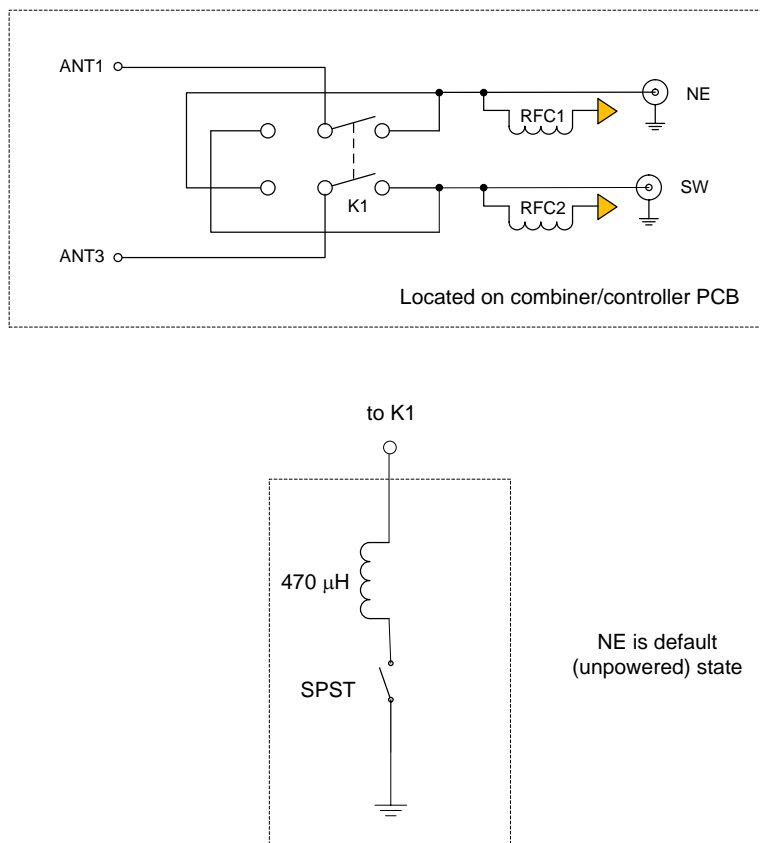 ANT1
NE
RFC1
SW
K1
RFC2
ANT3
Located on combiner/controller PCB
to K1
470 μH
NE is default
(unpowered) state
SPST